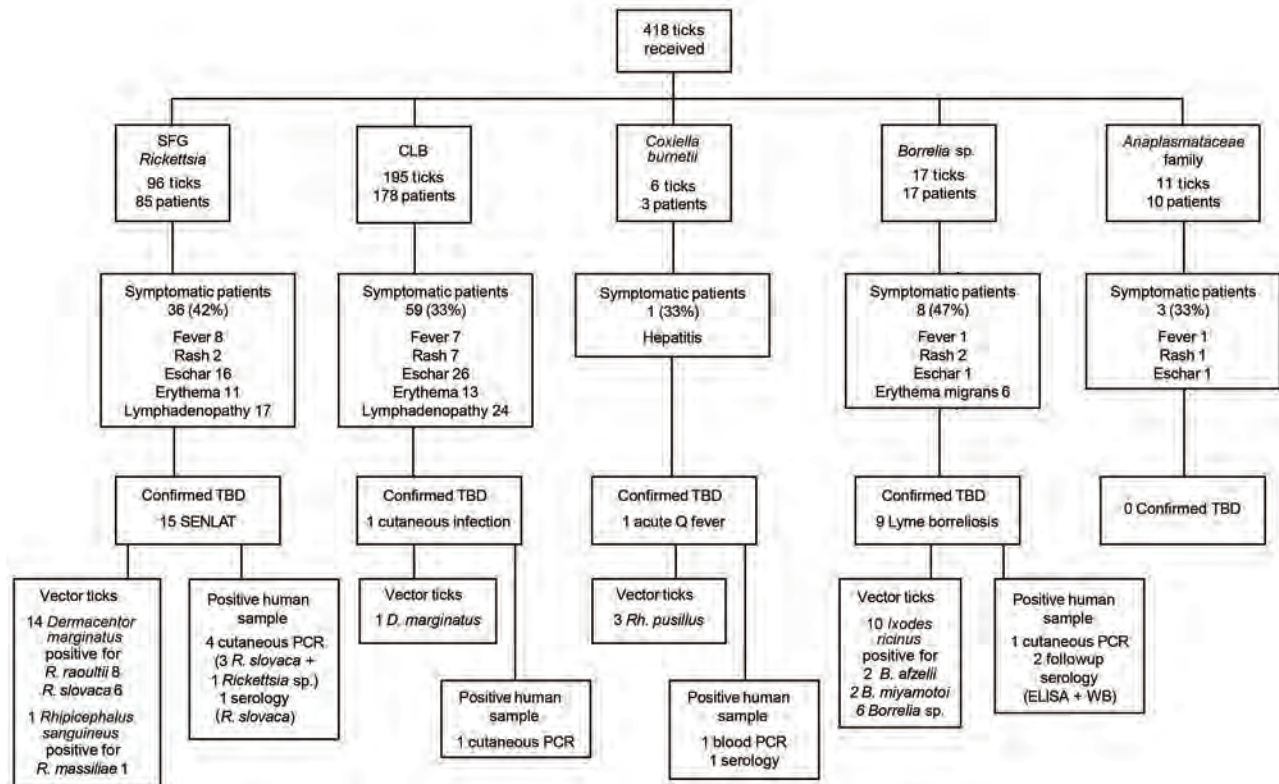 418 ticks
received
SFG
Rickettsia
96 ticks
85 patients
CLB
195 ticks
178 patients
Coxiella
burnetii
6 ticks
3 patients
Borrelia sp.
17 ticks
17 patients
Anaplasmataceae
family
11 ticks
10 patients
Symptomatic patients
36 (42%)
Fever 8
Rash 2
Eschar 16
Erythema 11
Lymphadenopathy 17
Symptomatic patients
59 (33%)
Fever 7
Rash 7
Eschar 26
Erythema 13
Lymphadenopathy 24
Symptomatic patients
1 (33%)
Hepatitis
Symptomatic patients
8 (47%)
Fever 1
Rash 2
Eschar 1
Erythema migrans 6
Symptomatic patients
3 (33%)
Fever 1
Rash 1
Eschar 1
Confirmed TBD
15 SENLAT
Confirmed TBD
1 cutaneous infection
Confirmed TBD
1 acute Q fever
Confirmed TBD
9 Lyme borreliosis
0 Confirmed TBD
Vector ticks
14 Dermacentor
marginatus
positive for
R. raoultii 8
R. slovaca 6
1 Rhipicephalus
sanguineus
positive for
R. massiliae 1
Positive human
sample
4 cutaneous PCR
(3 R. slovaca +
1 Rickettsia sp.)
1 serology
(R. slovaca)
Vector ticks
1 D. marginatus
Positive human
sample
1 cutaneous PCR
Vector ticks
3 Rh. pusillus
Positive human
sample
1 blood PCR
1 serology
Vector ticks
10 Ixodes
ricinus
positive for
2 B. afzelii
2 B. miyamotoi
6 Borrelia sp.
Positive human
sample
1 cutaneous PCR
2 followup
serology
(ELISA + WB)